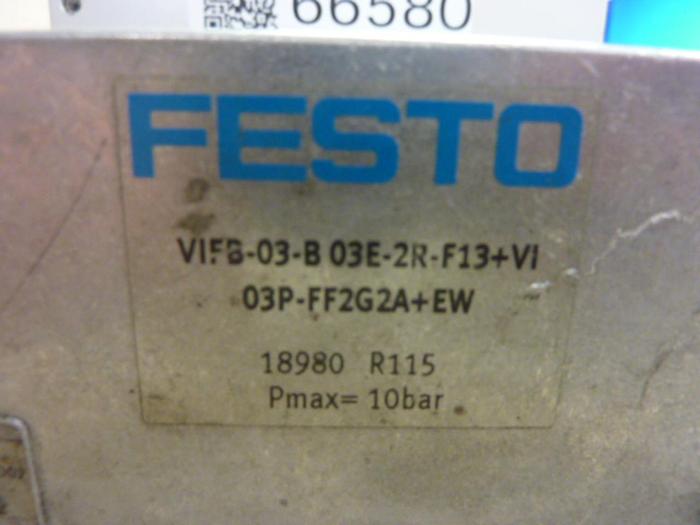 66580
FESTO
VIFB-03-B 03E-2R-F13+VI
03P-FF2G2A+EW
18980 R115
Pmax= 10bar